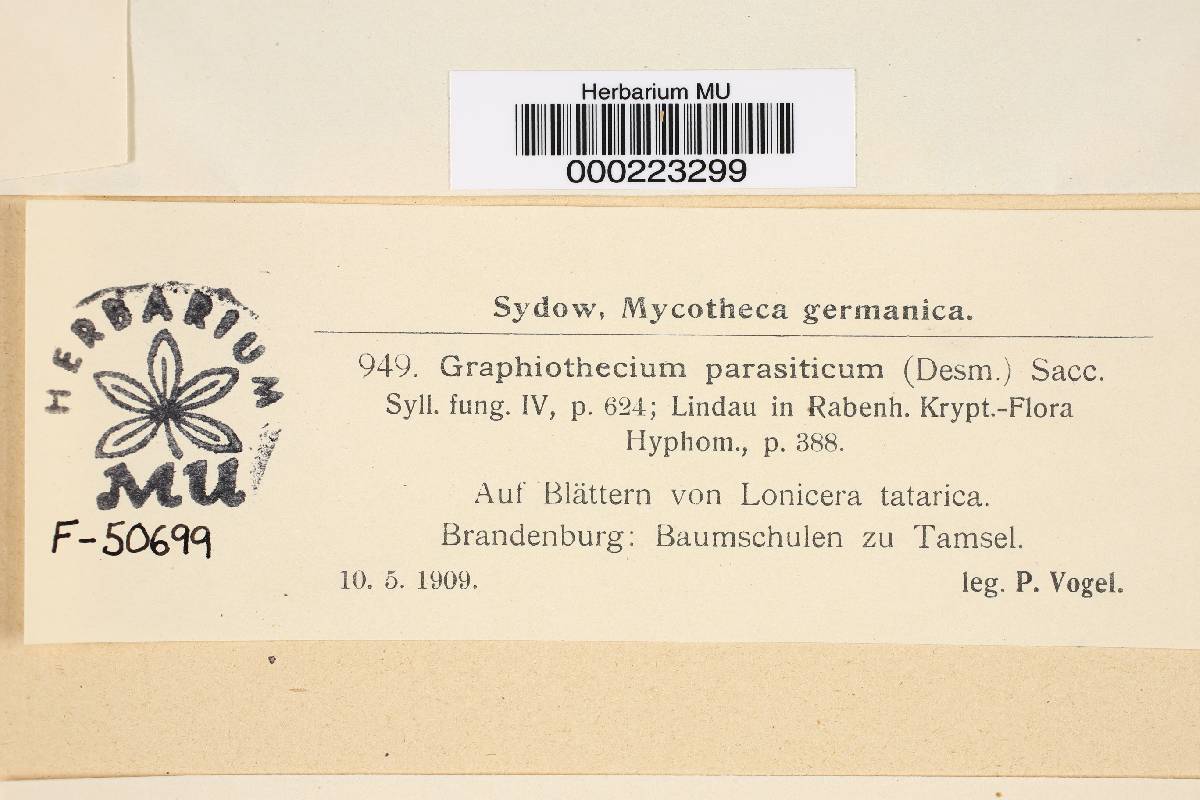 Herbarium MU
000223299
HERBARIUM
MU
F-50699
Sydow, Mycotheca germanica.
949. Graphiothecium parasiticum (Desm.) Sacc.
Syll. fung. IV, p. 624; Lindau in Rabenh. Krypt.-Flora
Hyphom., p. 388.
Auf Blättern von Lonicera tatarica.
Brandenburg: Baumschulen zu Tamsel.
10. 5. 1909. leg. P. Vogel.